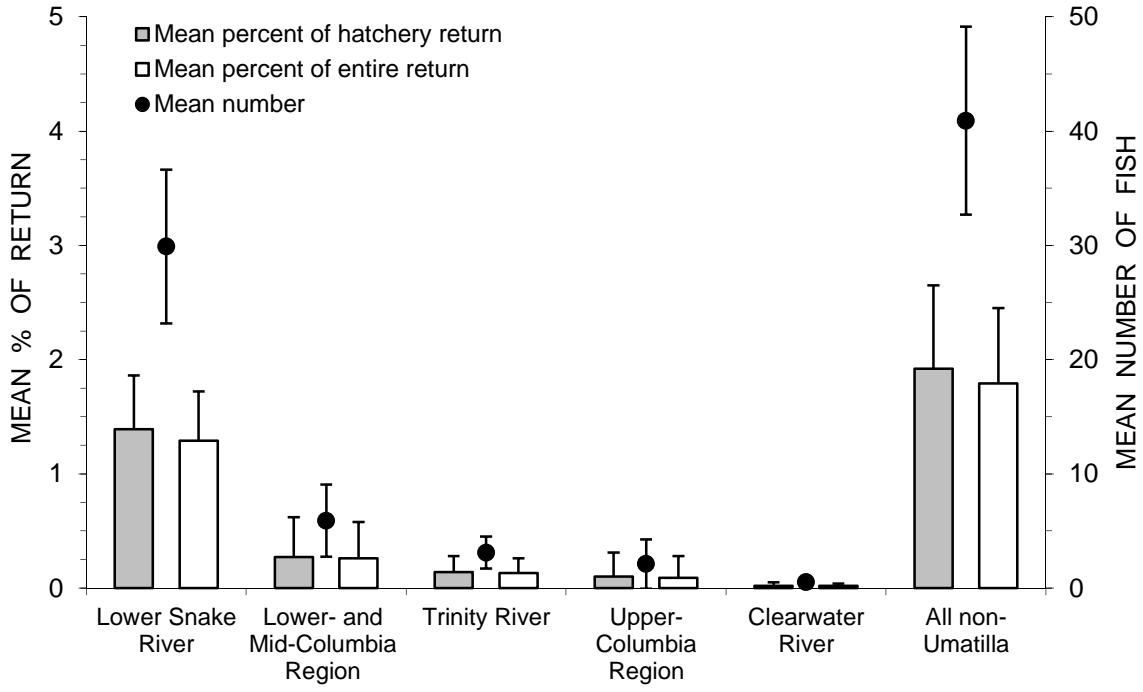 Mean percent of hatchery return
Mean percent of entire return
Mean number
MEAN % OF RETURN
5
4
3
2
1
0
MEAN NUMBER OF FISH
50
40
30
20
10
0
Lower Snake
River
Lower- and
Mid-Columbia
Region
Trinity River
Upper-
Columbia
Region
Clearwater
River
All non-
Umatilla